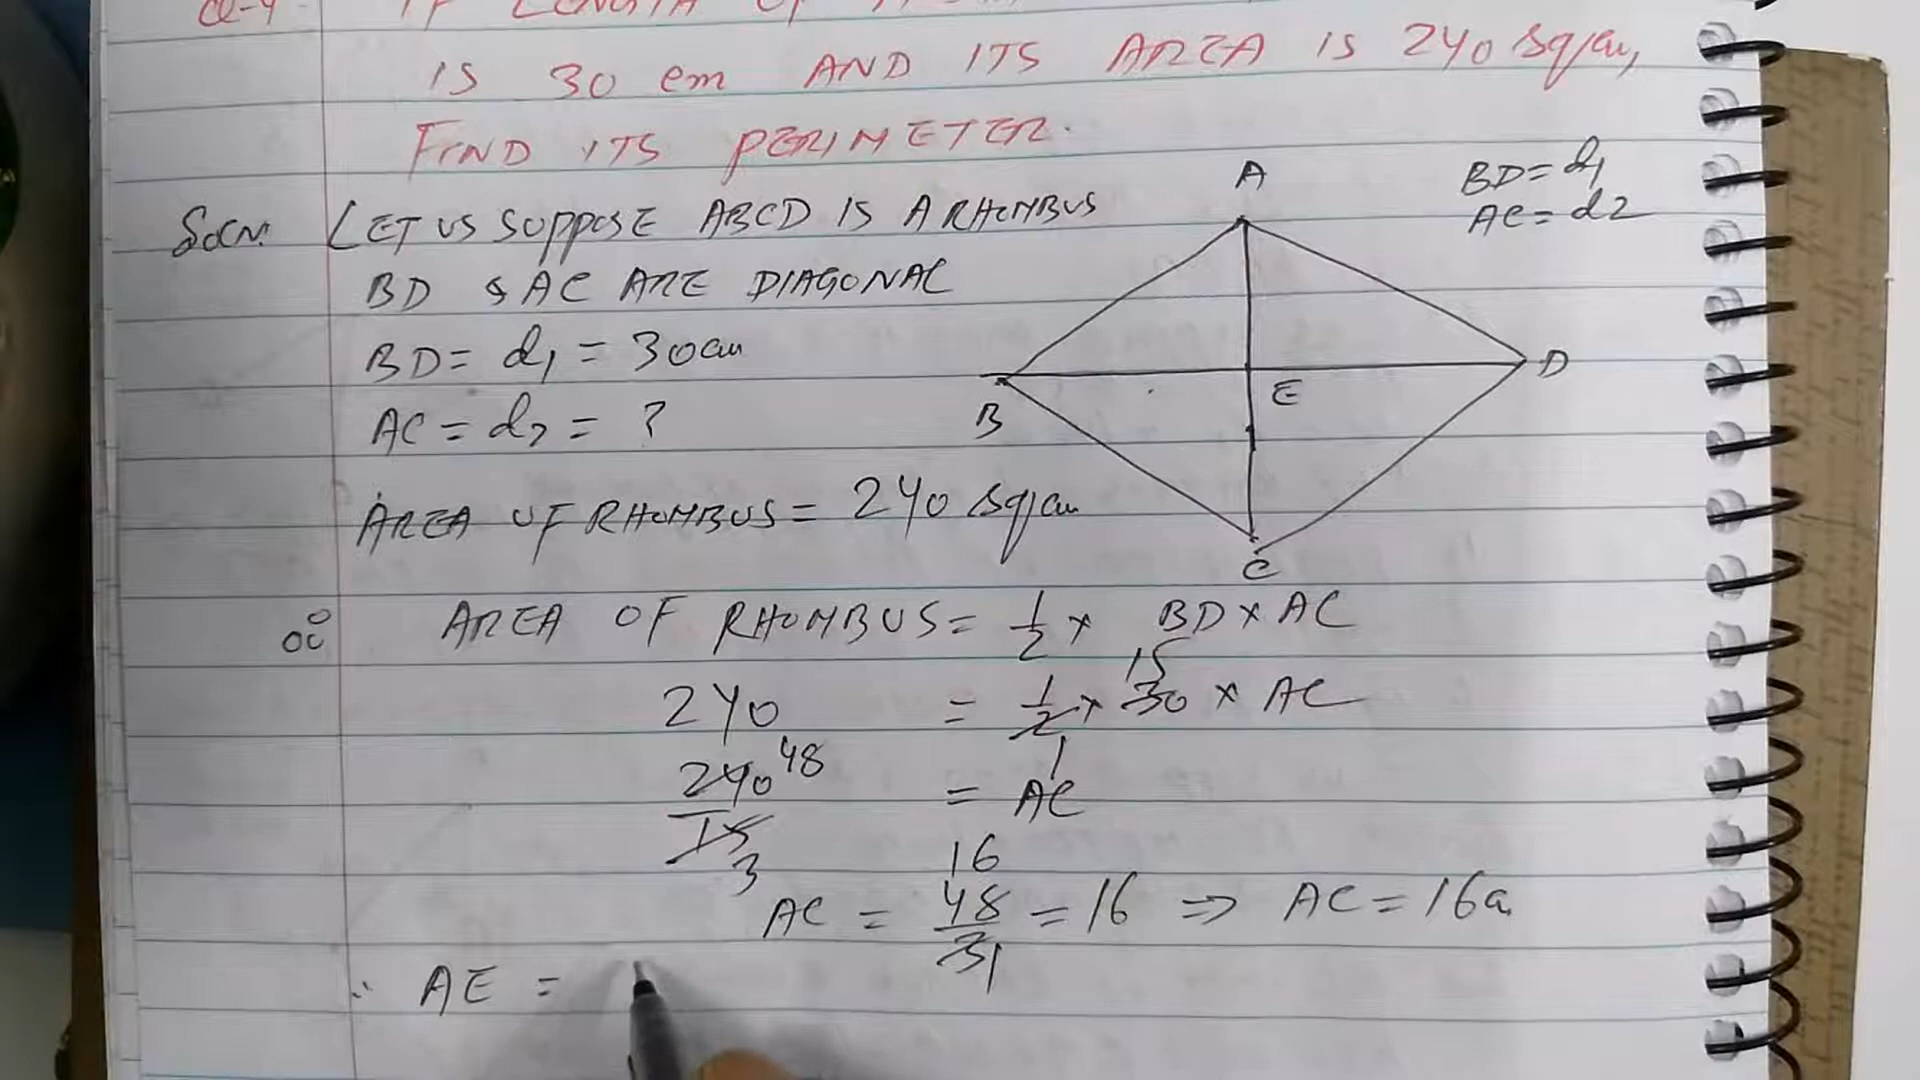 IS 30 cm AND ITS AREA IS 240 sq/cm,
FIND ITS PERIMETER.
Soln. LET US SUPPOSE ABCD IS A RHOMBUS
BD & AC ARE DIAGONAL
BD = d1 = 30cm
AC = d2 = ?
AREA OF RHOMBUS = 240 sq/cm
BD = d1
AC = d2
A
B
E
D
C
AREA OF RHOMBUS = 1/2 × BD × AC
15
240 = 1/2 × 30 × AC
1
240 48
15 = AC
3
16
AC = 48/3 = 16 ⇒ AC = 16
1
∴ AE =